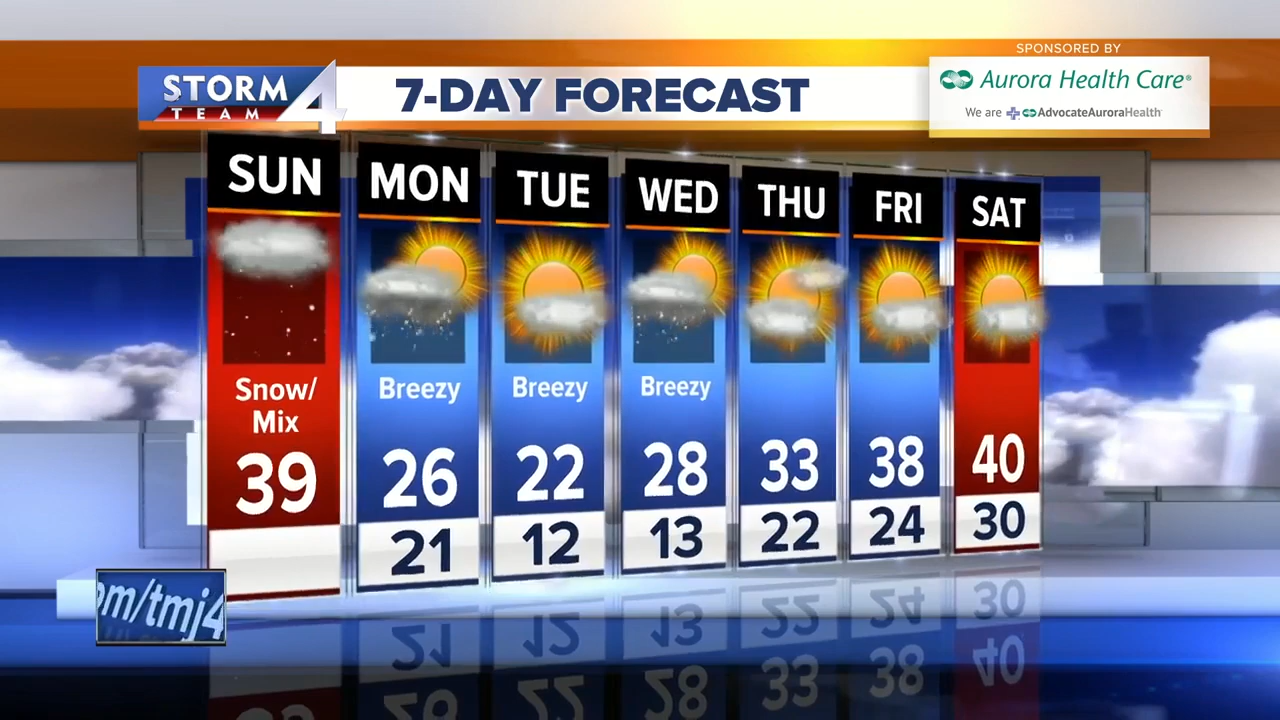 SPONSORED BY
STORM
TEAM
4
7-DAY FORECAST
Aurora Health Care®
We are AdvocateAuroraHealth
SUN MON TUE WED THU FRI SAT
Snow/
Mix
Breezy Breezy Breezy
39 26 22 28 33 38 40
21 12 13 22 24 30
om/tmj4